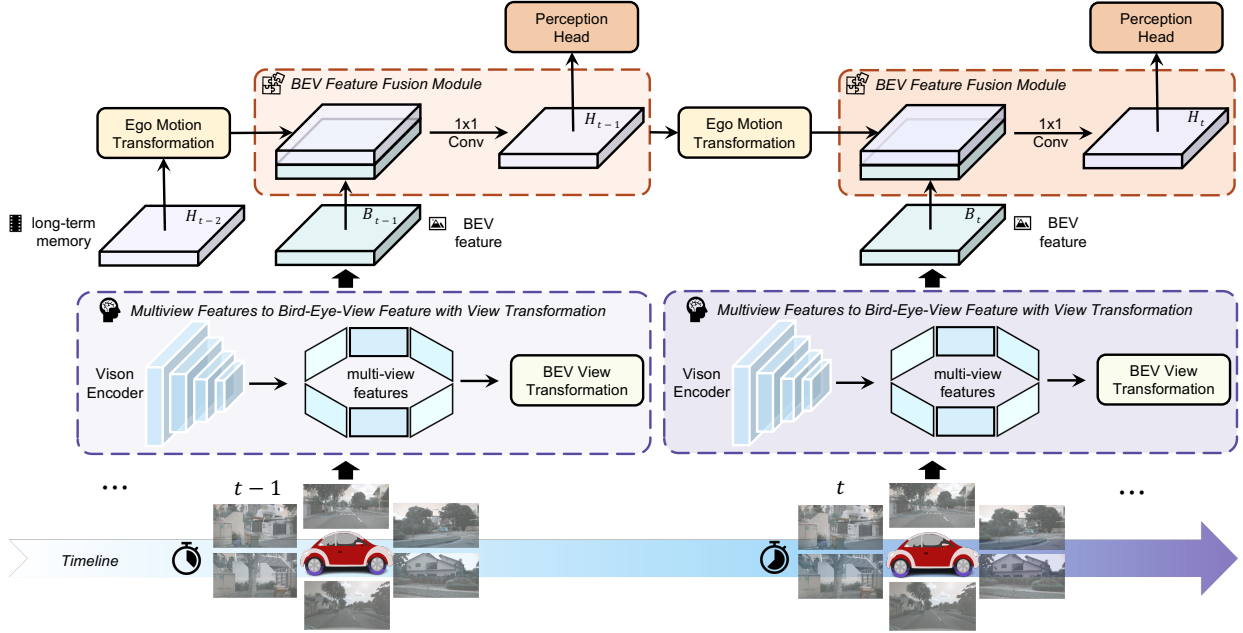 Perception
Head
Perception
Head
BEV Feature Fusion Module
BEV Feature Fusion Module
Ego Motion
Transformation
1x1
Conv
H_{t-1}
Ego Motion
Transformation
1x1
Conv
H_t
long-term
memory
H_{t-2}
B_{t-1}
BEV
feature
B_t
BEV
feature
Multiview Features to Bird-Eye-View Feature with View Transformation
Multiview Features to Bird-Eye-View Feature with View Transformation
Vison
Encoder
multi-view
features
BEV View
Transformation
Vison
Encoder
multi-view
features
BEV View
Transformation
...
t − 1
t
...
Timeline